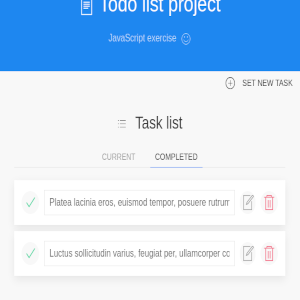 Todo list project
JavaScript exercise
SET NEW TASK
Task list
CURRENT COMPLETED
Platea lacinia eros, euismod tempor, posuere rutrum
Luctus sollicitudin varius, feugiat per, ullamcorper co